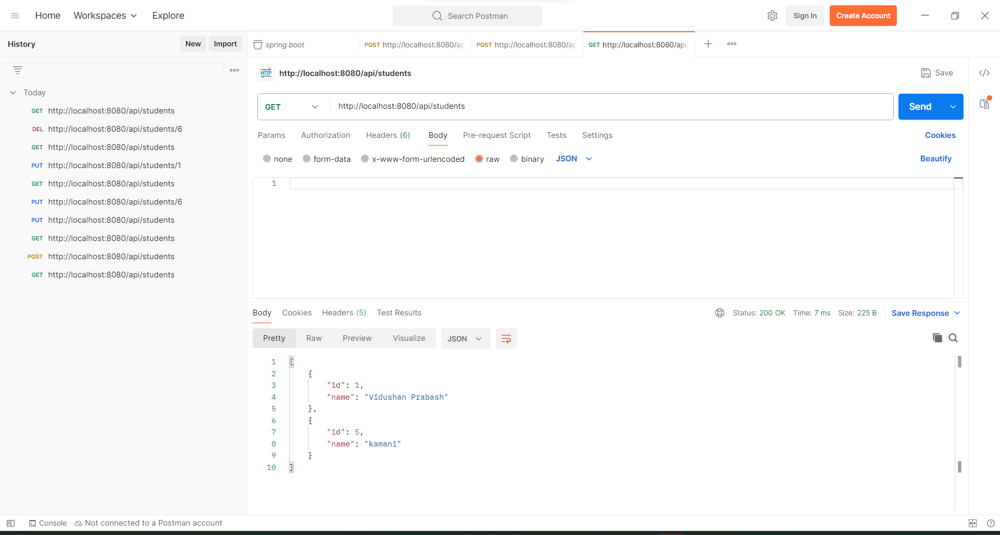 Home Workspaces Explore Search Postman Sign In Create Account
History New Import
spring boot POST http://localhost:8080/ap POST http://localhost:8080/ap GET http://localhost:8080/api/
HTTP http://localhost:8080/api/students Save
Today
GET http://localhost:8080/api/students
DEL http://localhost:8080/api/students/6
GET http://localhost:8080/api/students
PUT http://localhost:8080/api/students/1
GET http://localhost:8080/api/students
PUT http://localhost:8080/api/students/6
PUT http://localhost:8080/api/students
GET http://localhost:8080/api/students
POST http://localhost:8080/api/students
GET http://localhost:8080/api/students
GET http://localhost:8080/api/students Send
Params Authorization Headers (6) Body Pre-request Script Tests Settings Cookies
none form-data x-www-form-urlencoded raw binary JSON Beautify
1
Body Cookies Headers (5) Test Results Status: 200 OK Time: 7 ms Size: 225 B Save Response
Pretty Raw Preview Visualize JSON
1 [
2 {
3 "id": 1,
4 "name": "Vidushan Prabash"
5 },
6 {
7 "id": 5,
8 "name": "kamani"
9 }
10 ]
Console Not connected to a Postman account